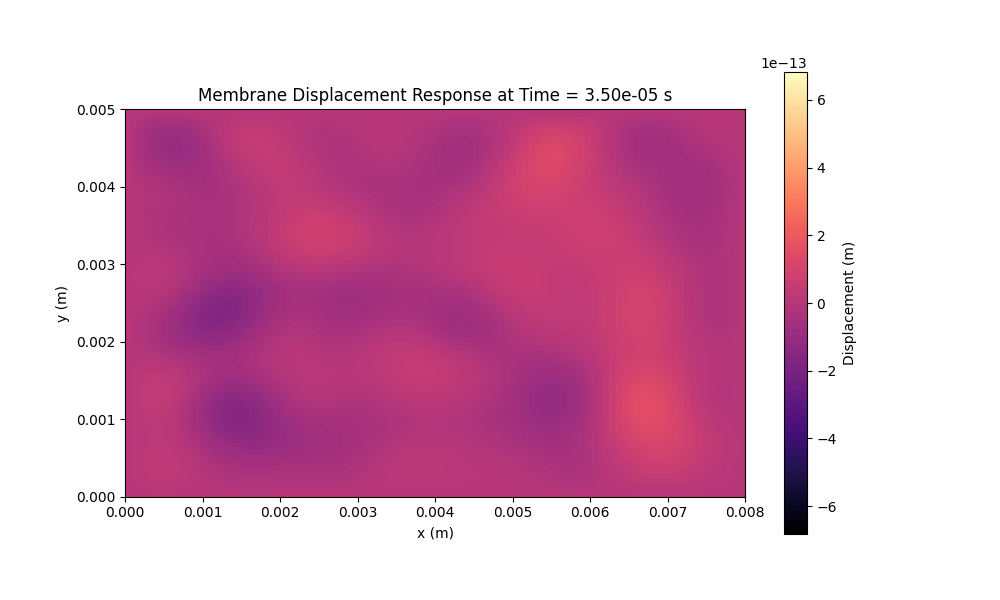 1e−13
Membrane Displacement Response at Time = 3.50e-05 s
0.005
0.004
0.003
0.002
0.001
0.000
y (m)
0.000 0.001 0.002 0.003 0.004 0.005 0.006 0.007 0.008
x (m)
6
4
2
0
−2
−4
−6
Displacement (m)